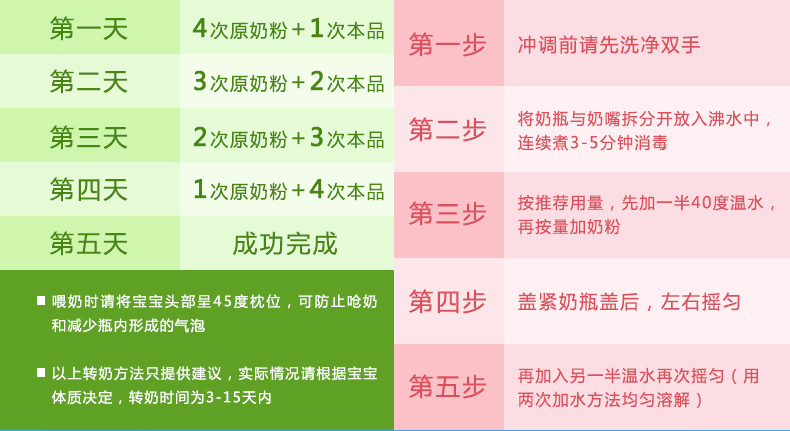 第一天
4次原奶粉+1次本品
第二天
3次原奶粉+2次本品
第三天
2次原奶粉+3次本品
第四天
1次原奶粉+4次本品
第五天
成功完成
■ 喂奶时请将宝宝头部呈45度枕位，可防止呛奶
和减少瓶内形成的气泡
■ 以上转奶方法只提供建议，实际情况请根据宝宝
体质决定，转奶时间为3-15天内
第一步
冲调前请先洗净双手
第二步
将奶瓶与奶嘴拆分开放入沸水中，
连续煮3-5分钟消毒
第三步
按推荐用量，先加一半40度温水，
再按量加奶粉
第四步
盖紧奶瓶盖后，左右摇匀
第五步
再加入另一半温水再次摇匀（用
两次加水方法均匀溶解）